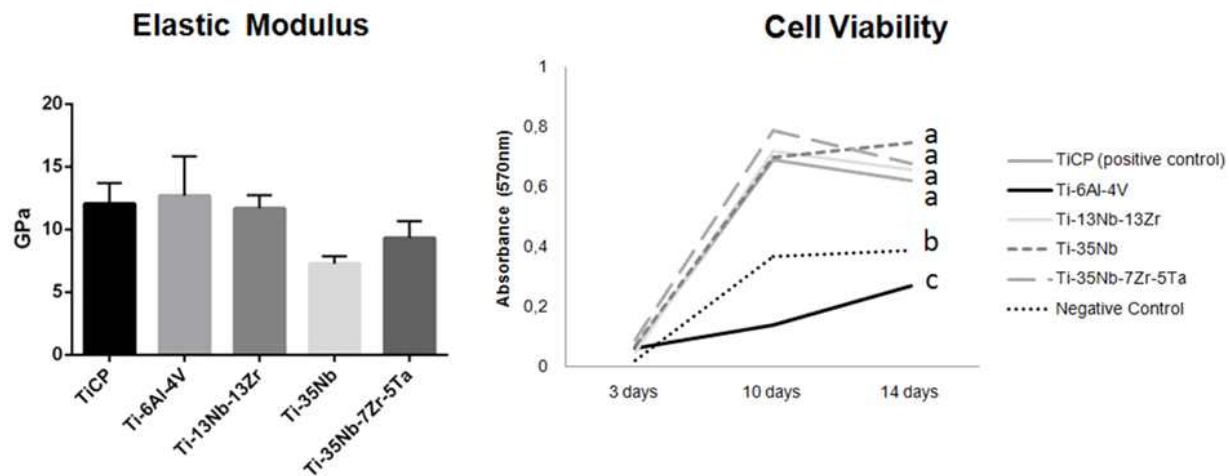 Elastic Modulus
20
15
10
5
0
GPa
TiCP
Ti-6Al-4V
Ti-13Nb-13Zr
Ti-35Nb
Ti-35Nb-7Zr-5Ta
Cell Viability
1
0,8
0,6
0,4
0,2
0
Absorbance (570nm)
3 days
10 days
14 days
a
a
a
a
b
c
TiCP (positive control)
Ti-6Al-4V
Ti-13Nb-13Zr
Ti-35Nb
Ti-35Nb-7Zr-5Ta
Negative Control